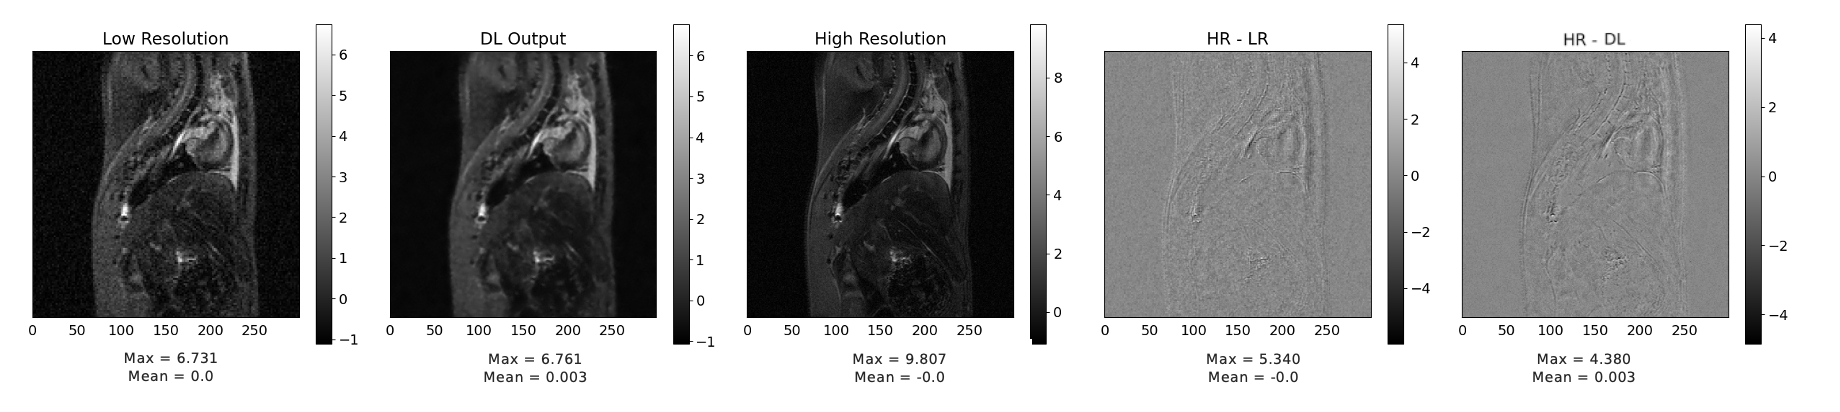 Low Resolution
6
5
4
3
2
1
0
−1
0 50 100 150 200 250
Max = 6.731
Mean = 0.0
DL Output
6
5
4
3
2
1
0
−1
0 50 100 150 200 250
Max = 6.761
Mean = 0.003
High Resolution
8
6
4
2
0
0 50 100 150 200 250
Max = 9.807
Mean = -0.0
HR - LR
4
2
0
−2
−4
0 50 100 150 200 250
Max = 5.340
Mean = -0.0
HR - DL
4
2
0
−2
−4
0 50 100 150 200 250
Max = 4.380
Mean = 0.003